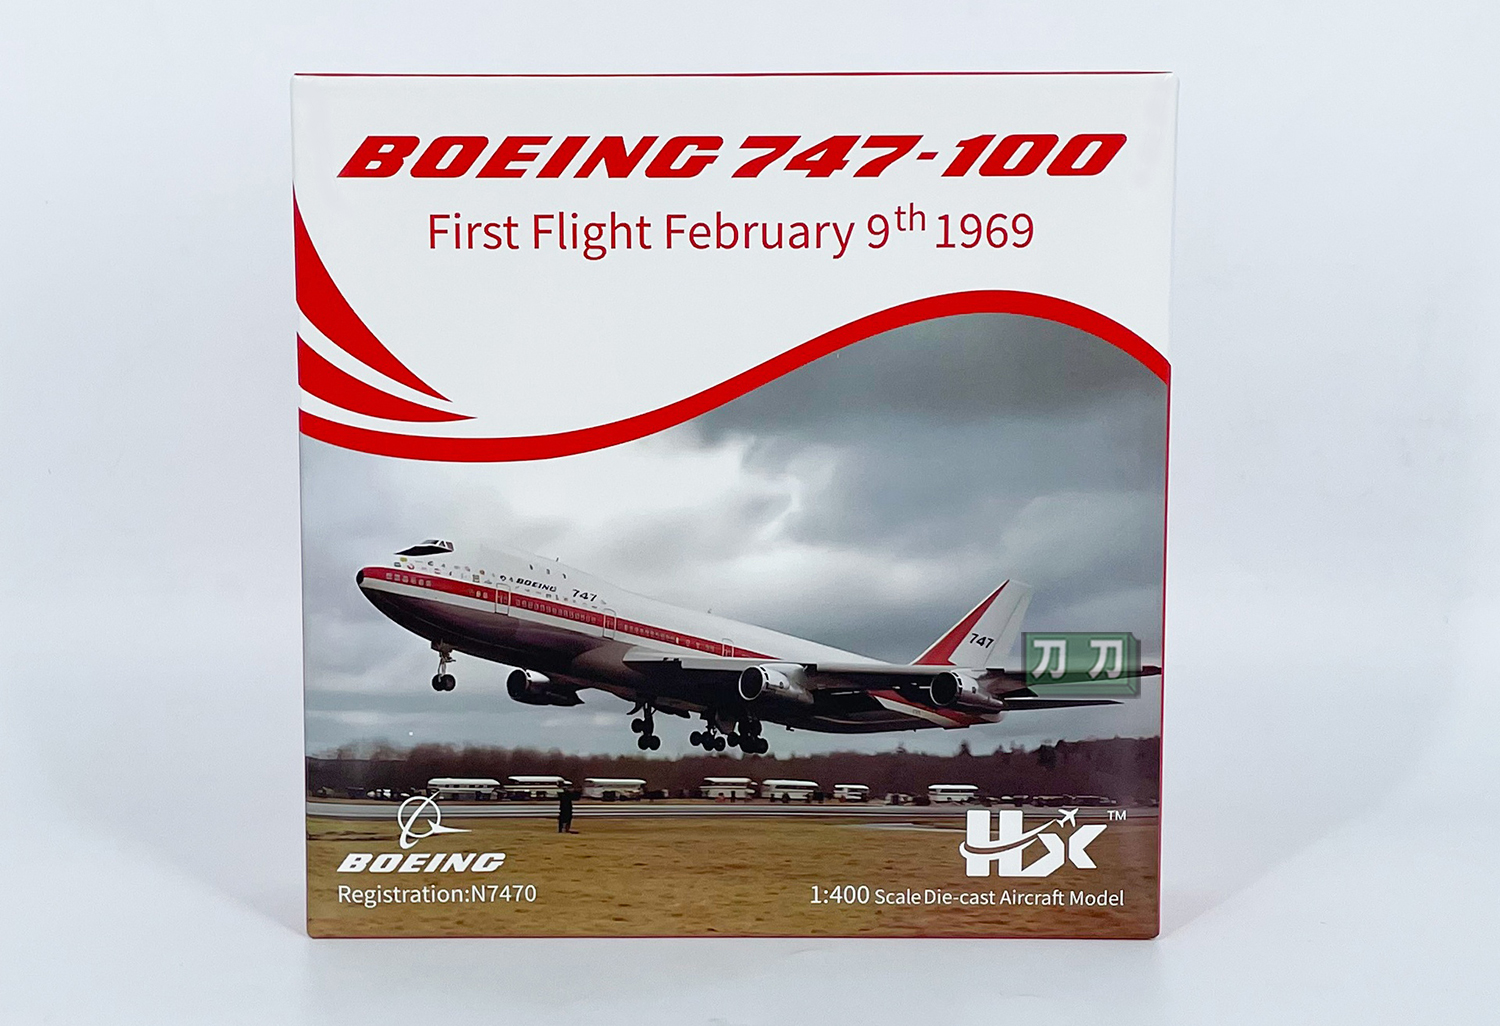 BOEING 747-100
First Flight February 9th 1969
BOEING 747
747
刀刀
BOEING
Registration:N7470
HX™
1:400 Scale Die-cast Aircraft Model